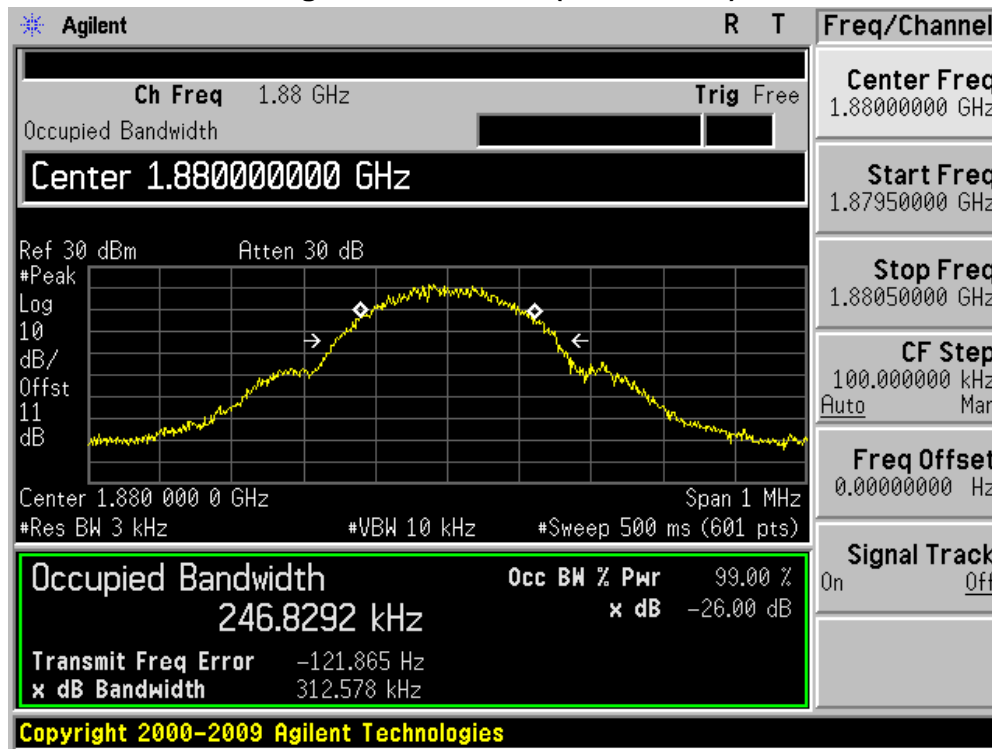 Agilent R T Freq/Channel
Ch Freq 1.88 GHz Trig Free
Occupied Bandwidth
Center 1.880000000 GHz
Ref 30 dBm Atten 30 dB
#Peak
Log
10
dB/
Offst
11
dB
Center 1.880 000 0 GHz Span 1 MHz
#Res BW 3 kHz #VBW 10 kHz #Sweep 500 ms (601 pts)
Occupied Bandwidth Occ BW % Pwr 99.00 %
246.8292 kHz x dB -26.00 dB
Transmit Freq Error -121.865 Hz
x dB Bandwidth 312.578 kHz
Copyright 2000-2009 Agilent Technologies
Center Freq
1.88000000 GHz
Start Freq
1.87950000 GHz
Stop Freq
1.88050000 GHz
CF Step
100.000000 kHz
Auto Man
Freq Offset
0.00000000 Hz
Signal Track
On Off